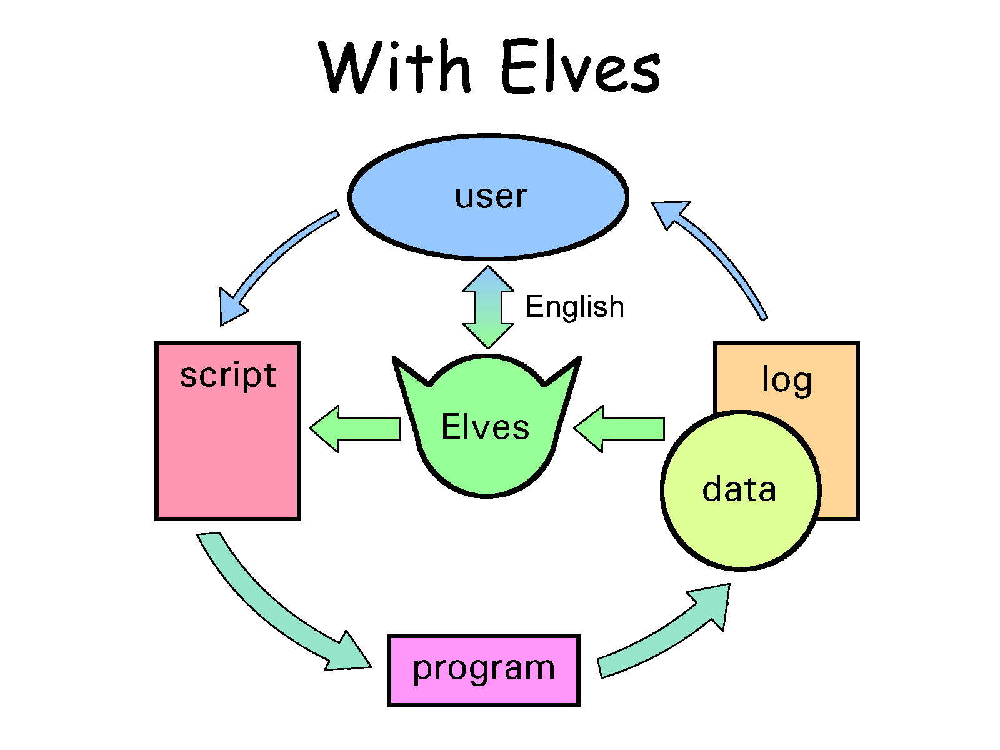 With Elves
user
English
script
Elves
log
data
program